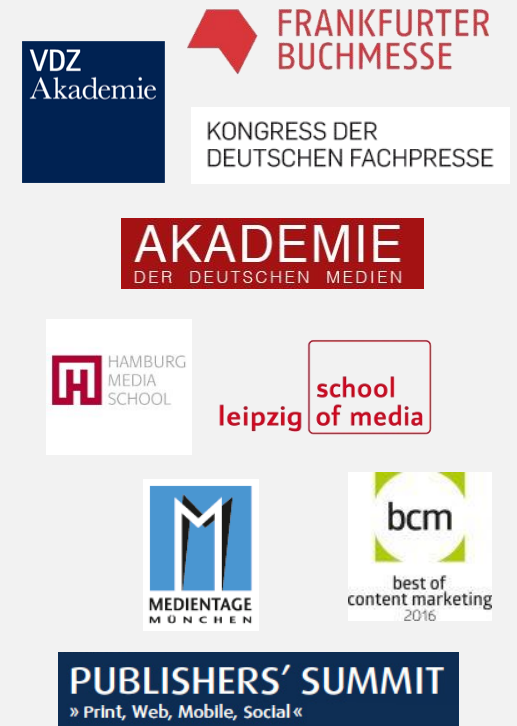 FRANKFURTER
BUCHMESSE
VDZ
Akademie
KONGRESS DER
DEUTSCHEN FACHPRESSE
AKADEMIE
DER DEUTSCHEN MEDIEN
HAMBURG
MEDIA
SCHOOL
school
leipzig of media
MEDIENTAGE
MÜNCHEN
bcm
best of
content marketing
2016
PUBLISHERS´ SUMMIT
» Print, Web, Mobile, Social «